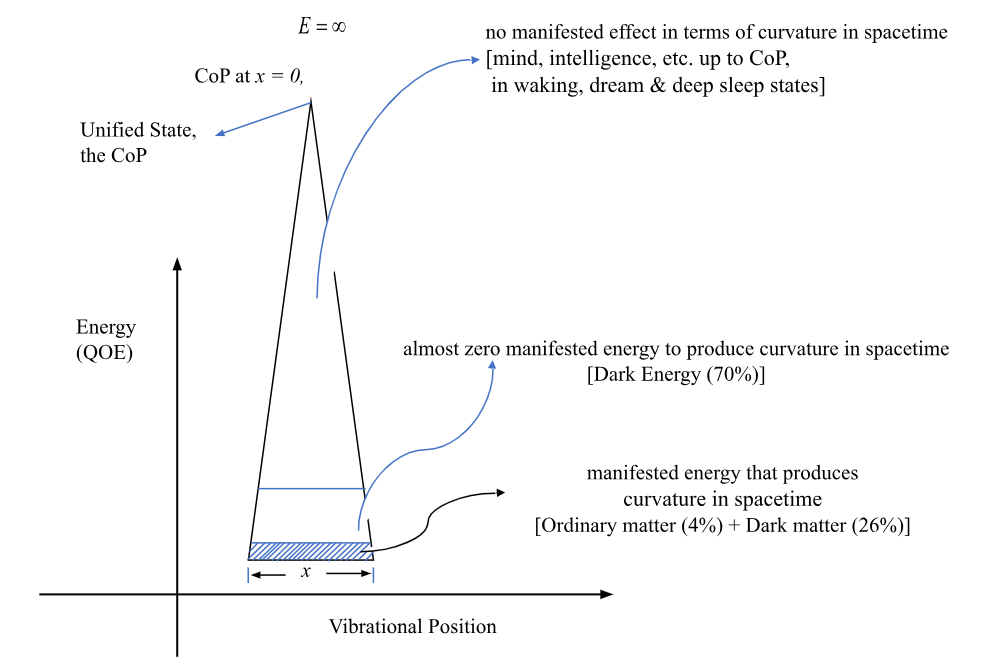 E = ∞
no manifested effect in terms of curvature in spacetime
[mind, intelligence, etc. up to CoP,
in waking, dream & deep sleep states]
CoP at x = 0,
Unified State,
the CoP
Energy
(QOE)
almost zero manifested energy to produce curvature in spacetime
[Dark Energy (70%)]
manifested energy that produces
curvature in spacetime
[Ordinary matter (4%) + Dark matter (26%)]
x
Vibrational Position